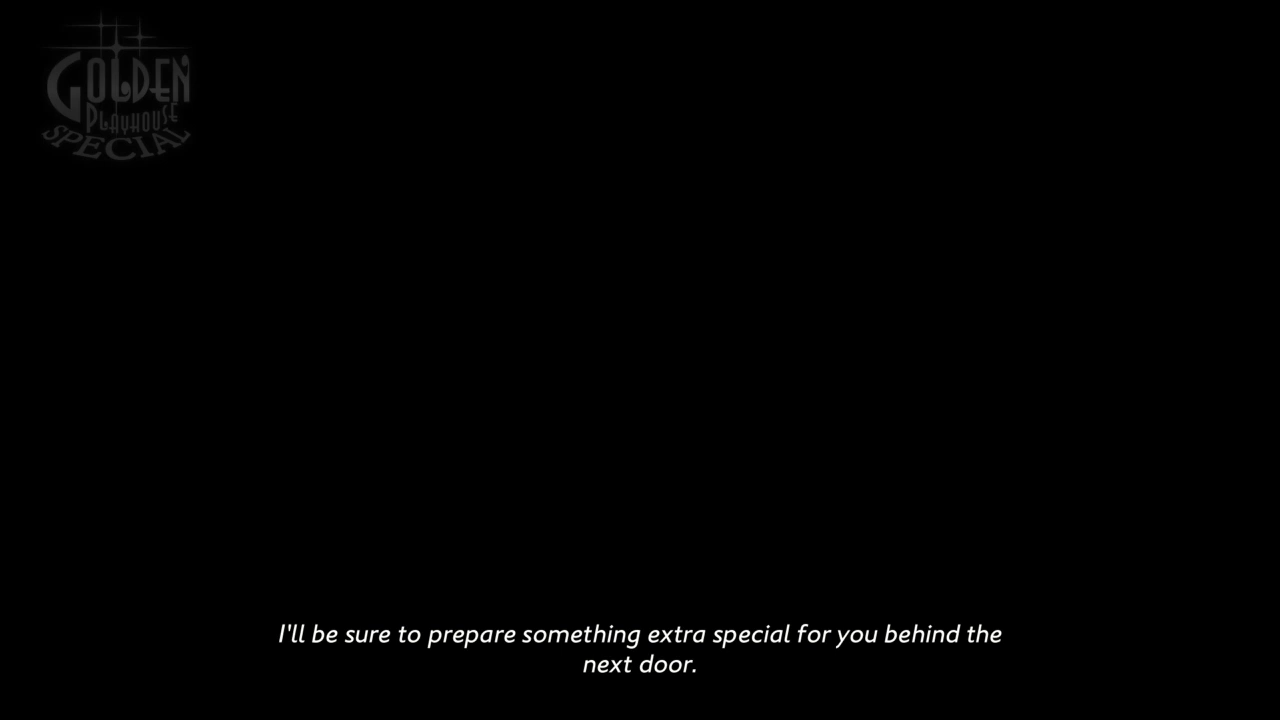 GOLDEN
PLAYHOUSE
SPECIAL
I'll be sure to prepare something extra special for you behind the
next door.